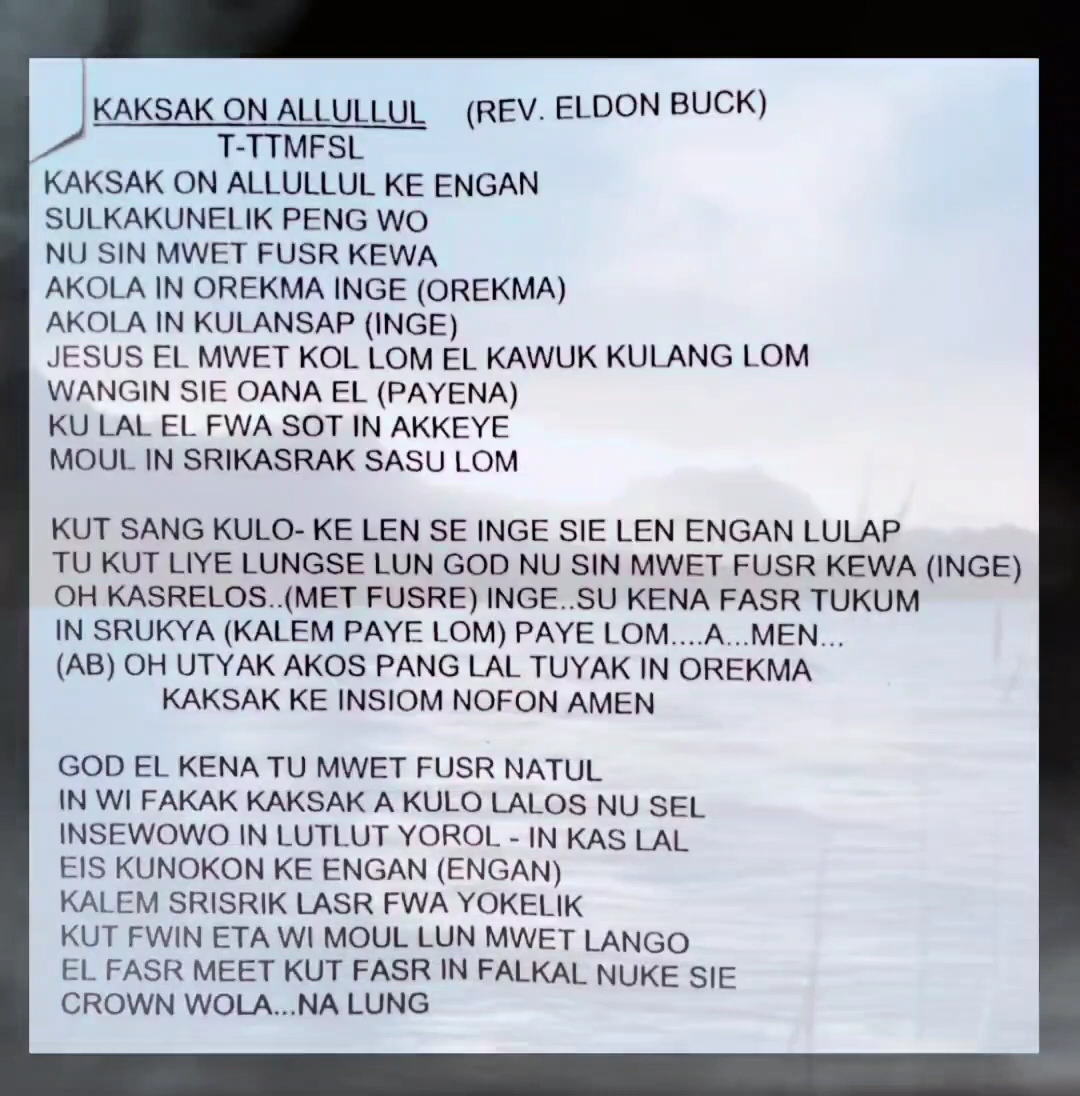 KAKSAK ON ALLULLUL (REV. ELDON BUCK)
T-TTMFSL
KAKSAK ON ALLULLUL KE ENGAN
SULKAKUNELIK PENG WO
NU SIN MWET FUSR KEWA
AKOLA IN OREKMA INGE (OREKMA)
AKOLA IN KULANSAP (INGE)
JESUS EL MWET KOL LOM EL KAWUK KULANG LOM
WANGIN SIE OANA EL (PAYENA)
KU LAL EL FWA SOT IN AKKEYE
MOUL IN SRIKASRAK SASU LOM
KUT SANG KULO- KE LEN SE INGE SIE LEN ENGAN LULAP
TU KUT LIYE LUNGSE LUN GOD NU SIN MWET FUSR KEWA (INGE)
OH KASRELOS..(MET FUSRE) INGE..SU KENA FASR TUKUM
IN SRUKYA (KALEM PAYE LOM) PAYE LOM....A...MEN...
(AB) OH UTYAK AKOS PANG LAL TUYAK IN OREKMA
KAKSAK KE INSIOM NOFON AMEN
GOD EL KENA TU MWET FUSR NATUL
IN WI FAKAK KAKSAK A KULO LALOS NU SEL
INSEWOWO IN LUTLUT YOROL - IN KAS LAL
EIS KUNOKON KE ENGAN (ENGAN)
KALEM SRISRIK LASR FWA YOKELIK
KUT FWIN ETA WI MOUL LUN MWET LANGO
EL FASR MEET KUT FASR IN FALKAL NUKE SIE
CROWN WOLA...NA LUNG